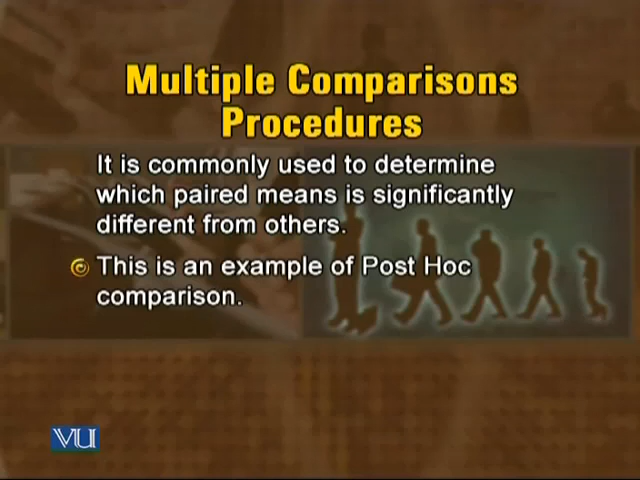 Multiple Comparisons
Procedures
It is commonly used to determine
which paired means is significantly
different from others.
This is an example of Post Hoc
comparison.
VU